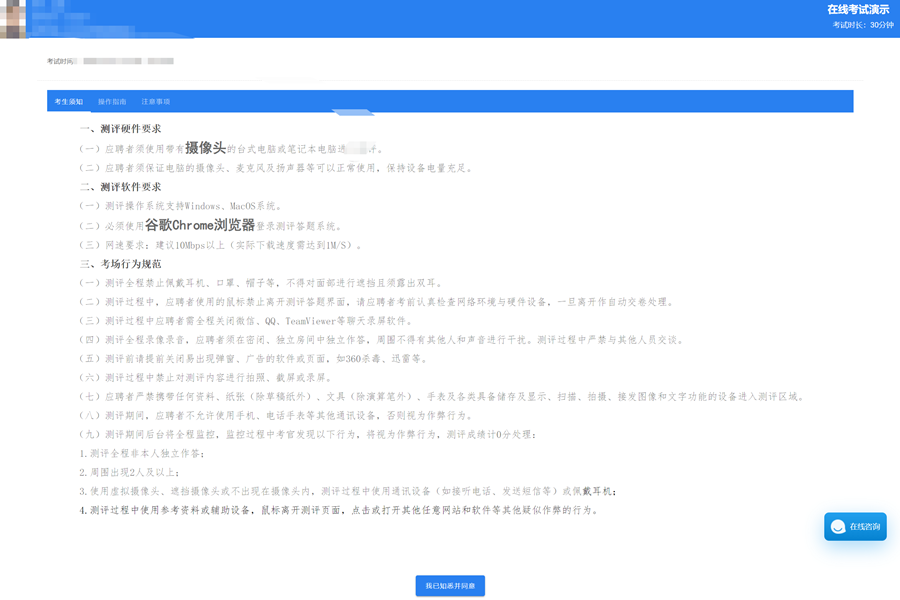 在线考试演示
考试时长：30分钟
考试时间
考生须知 操作指南 注意事项
一、测评硬件要求
（一）应聘者须使用带有摄像头的台式电脑或笔记本电脑
（二）应聘者须保证电脑的摄像头、麦克风及扬声器等可以正常使用，保持设备电量充足。
二、测评软件要求
（一）测评操作系统支持Windows、MacOS系统。
（二）必须使用谷歌Chrome浏览器登录测评答题系统。
（三）网速要求：建议10Mbps以上（实际下载速度需达到1M/S）。
三、考场行为规范
（一）测评全程禁止佩戴耳机、口罩、帽子等，不得对面部进行遮挡且须露出双耳。
（二）测评过程中，应聘者使用的鼠标禁止离开测评答题界面，请应聘者考前认真检查网络环境与硬件设备，一旦离开作自动交卷处理。
（三）测评过程中应聘者需全程关闭微信、QQ、TeamViewer等聊天录屏软件。
（四）测评全程录像录音，应聘者须在密闭、独立房间中独立作答，周围不得有其他人和声音进行干扰。测评过程中严禁与其他人员交谈。
（五）测评前请提前关闭易出现弹窗、广告的软件或页面，如360杀毒、迅雷等。
（六）测评过程中禁止对测评内容进行拍照、截屏或录屏。
（七）应聘者严禁携带任何资料、纸张（除草稿纸外）、文具（除演算笔外）、手表及各类具备储存及显示、扫描、拍摄、接发图像和文字功能的设备进入测评区域。
（八）测评期间，应聘者不允许使用手机、电话手表等其他通讯设备，否则视为作弊行为。
（九）测评期间后台将全程监控，监控过程中考官发现以下行为，将视为作弊行为，测评成绩计0分处理：
1.测评全程非本人独立作答；
2.周围出现2人及以上；
3.使用虚拟摄像头、遮挡摄像头或不出现在摄像头内，测评过程中使用通讯设备（如接听电话、发送短信等）或佩戴耳机；
4.测评过程中使用参考资料或辅助设备，鼠标离开测评页面，点击或打开其他任意网站和软件等其他疑似作弊的行为。
在线咨询
我已知悉并同意